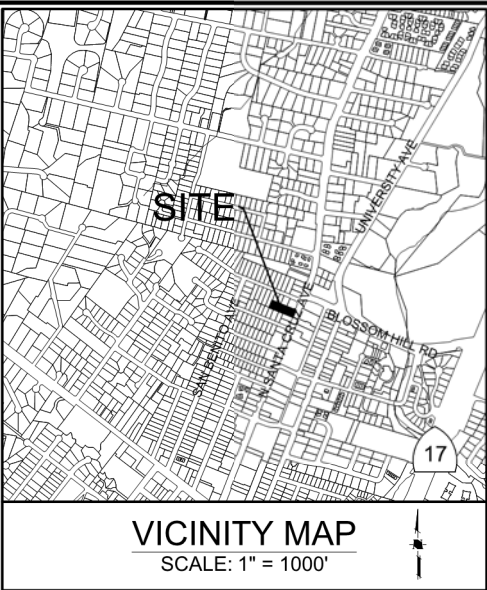 SITE
UNIVERSITY AVE
BLOSSOM HILL RD
N SANTA CRUZ AVE
SAN BENITO AVE
17
VICINITY MAP
SCALE: 1" = 1000'